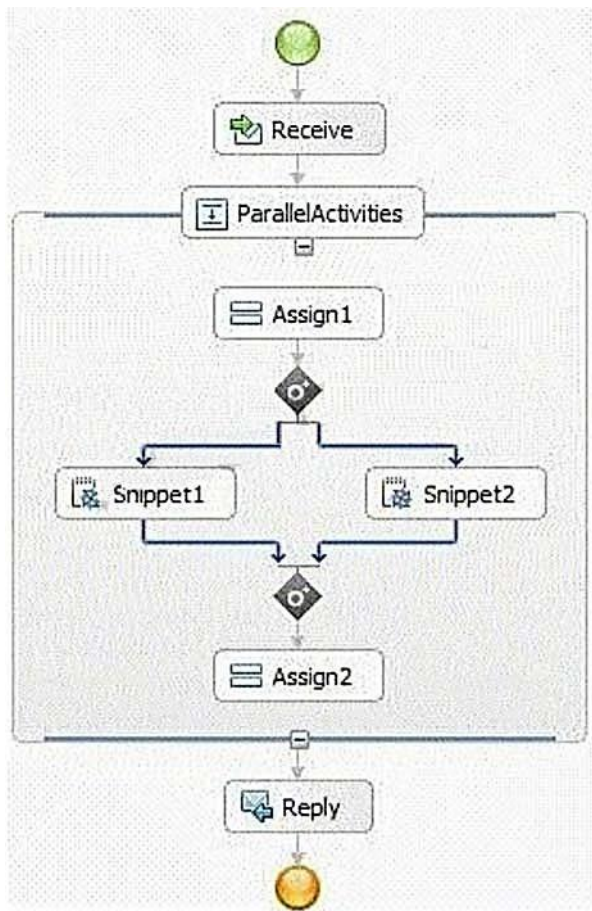 Receive
ParallelActivities
Assign1
Snippet1
Snippet2
Assign2
Reply